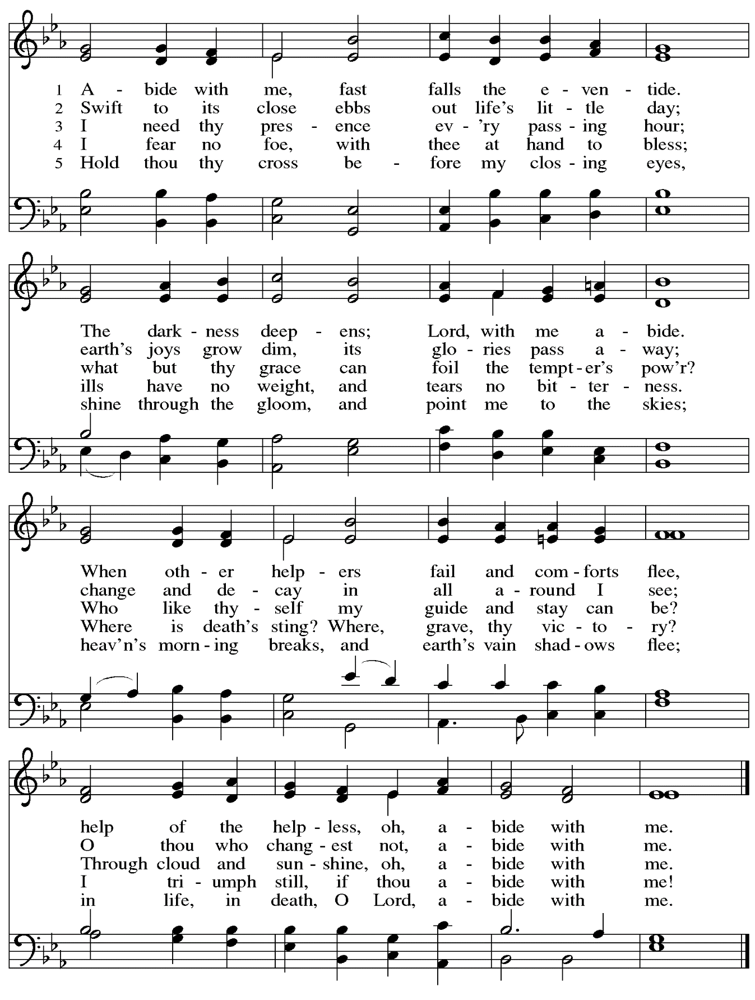 1 A - bide with me, fast falls the e - ven - tide.
2 Swift to its close ebbs out life's lit - tle day;
3 I need thy pres - ence ev - 'ry pass - ing hour;
4 I fear no foe, with thee at hand to bless;
5 Hold thou thy cross be - fore my clos - ing eyes,
The dark - ness deep - ens; Lord, with me a - bide.
earth's joys grow dim, its glo - ries pass a - way;
what but thy grace can foil the tempt - er's pow'r?
ills have no weight, and tears no bit - ter - ness.
shine through the gloom, and point me to the skies;
When oth - er help - ers fail and com - forts flee,
change and de - cay in all a - round I see;
Who like thy - self my guide and stay can be?
Where is death's sting? Where, grave, thy vic - to - ry?
heav'n's morn - ing breaks, and earth's vain shad - ows flee;
help of the help - less, oh, a - bide with me.
O thou who chang - est not, a - bide with me.
Through cloud and sun - shine, oh, a - bide with me.
I tri - umph still, if thou a - bide with me!
in life, in death, O Lord, a - bide with me.